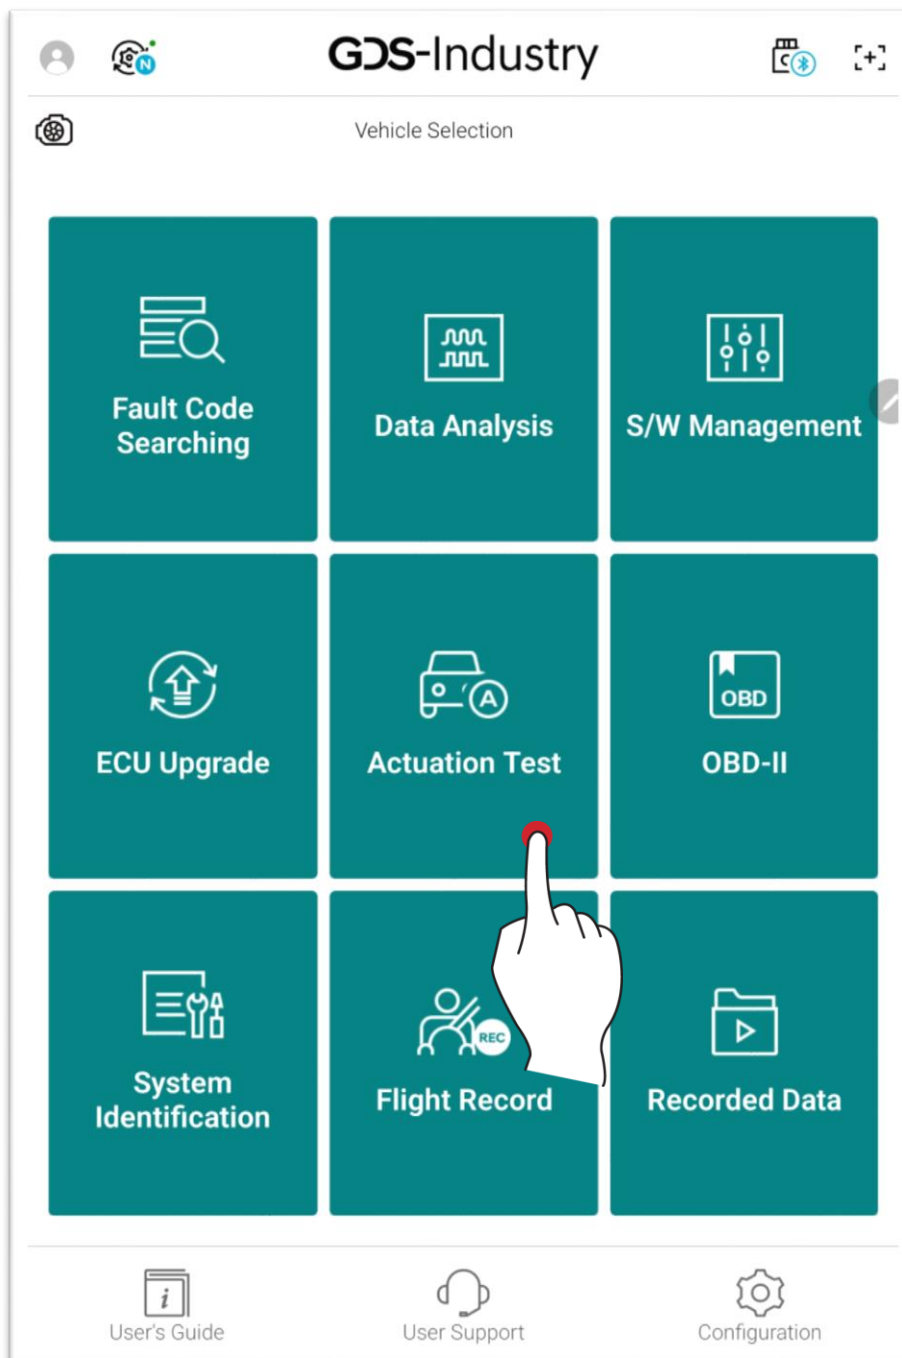 N
GDS-Industry
Vehicle Selection
Fault Code
Searching
Data Analysis
S/W Management
ECU Upgrade
A
Actuation Test
OBD
OBD-II
System
Identification
REC
Flight Record
Recorded Data
i
User's Guide
User Support
Configuration